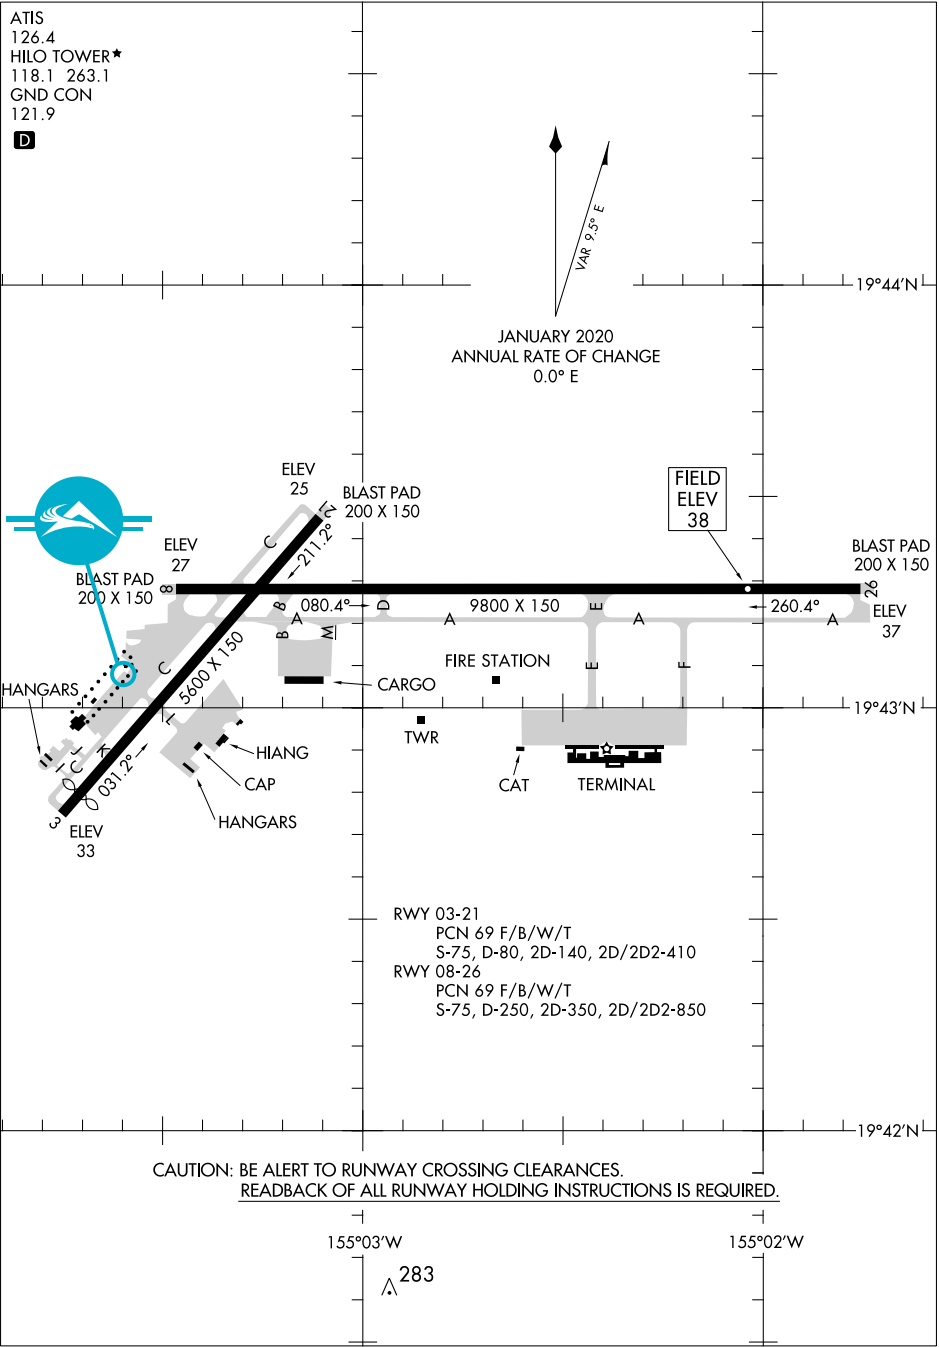 ATIS
126.4
HILO TOWER★
118.1 263.1
GND CON
121.9
D
VAR 9.5° E
19°44'N
JANUARY 2020
ANNUAL RATE OF CHANGE
0.0° E
ELEV
25
BLAST PAD
200 X 150
21
211.2°
C
FIELD
ELEV
38
ELEV
27
BLAST PAD
200 X 150
8
BLAST PAD
200 X 150
26
ELEV
37
B
080.4°
D
9800 X 150
E
260.4°
A
A
A
A
B
M
C
5600 X 150
E
F
FIRE STATION
CARGO
HANGARS
19°43'N
TWR
L
J
K
I
C
031.2°
HIANG
CAP
HANGARS
CAT
TERMINAL
3
ELEV
33
RWY 03-21
PCN 69 F/B/W/T
S-75, D-80, 2D-140, 2D/2D2-410
RWY 08-26
PCN 69 F/B/W/T
S-75, D-250, 2D-350, 2D/2D2-850
19°42'N
CAUTION: BE ALERT TO RUNWAY CROSSING CLEARANCES.
READBACK OF ALL RUNWAY HOLDING INSTRUCTIONS IS REQUIRED.
155°03'W
155°02'W
283